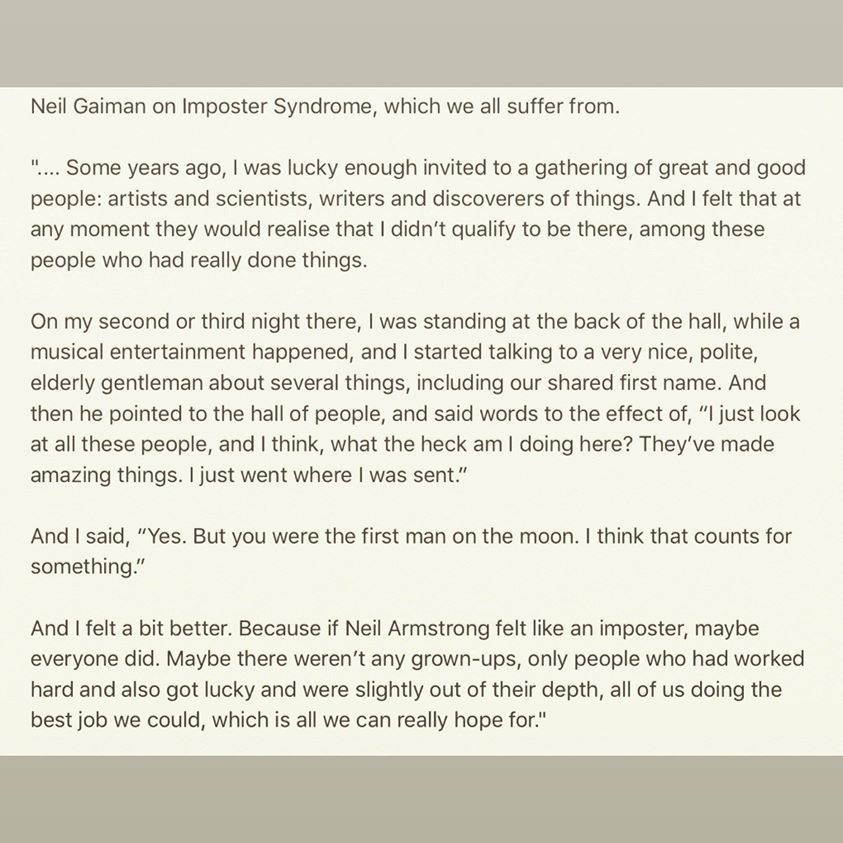 Neil Gaiman on Imposter Syndrome, which we all suffer from.
".... Some years ago, I was lucky enough invited to a gathering of great and good
people: artists and scientists, writers and discoverers of things. And I felt that at
any moment they would realise that I didn’t qualify to be there, among these
people who had really done things.
On my second or third night there, I was standing at the back of the hall, while a
musical entertainment happened, and I started talking to a very nice, polite,
elderly gentleman about several things, including our shared first name. And
then he pointed to the hall of people, and said words to the effect of, “I just look
at all these people, and I think, what the heck am I doing here? They’ve made
amazing things. I just went where I was sent.”
And I said, “Yes. But you were the first man on the moon. I think that counts for
something.”
And I felt a bit better. Because if Neil Armstrong felt like an imposter, maybe
everyone did. Maybe there weren’t any grown-ups, only people who had worked
hard and also got lucky and were slightly out of their depth, all of us doing the
best job we could, which is all we can really hope for."